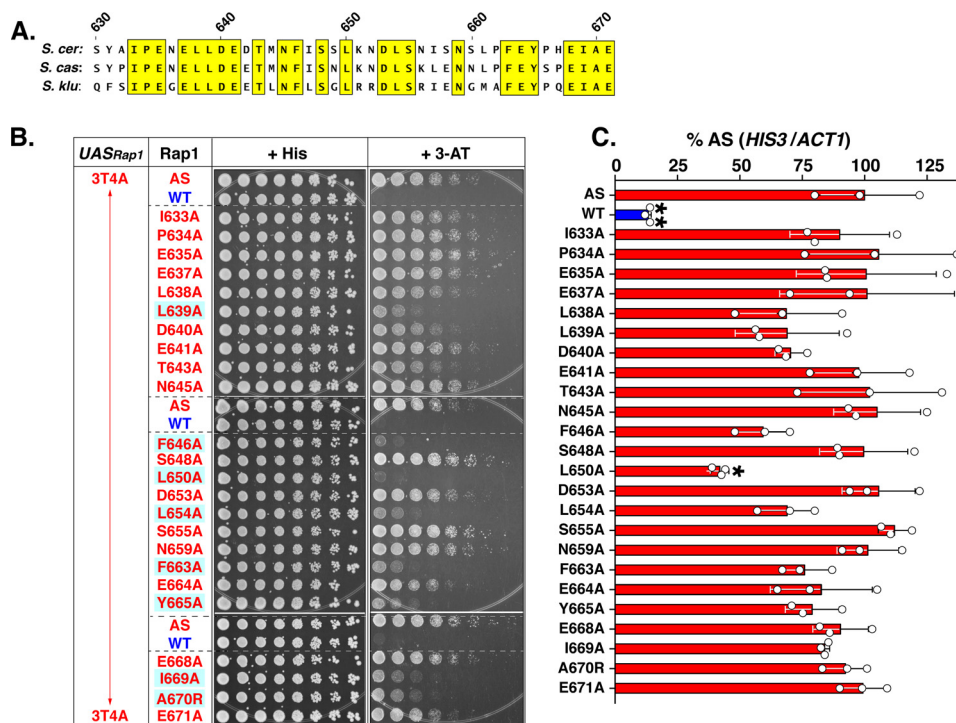 A.
630 640 650 660 670
S. cer: S Y A I P E N E L L D E D T M N F I S S L K N D L S N I S N S L P F E Y P H E I A E
S. cas: S Y P I P E N E L L D E E T M N F I S N L K N D L S K L E N N L P F E Y S P E I A E
S. klu: Q F S I P E G E L L D E E T L N F L S G L R R D L S R I E N G M A F E Y P Q E I A E
B.
UASRap1 Rap1 + His + 3-AT
3T4A AS
WT
I633A
P634A
E635A
E637A
L638A
L639A
D640A
E641A
T643A
N645A
AS
WT
F646A
S648A
L650A
D653A
L654A
S655A
N659A
F663A
E664A
Y665A
AS
WT
E668A
I669A
A670R
3T4A E671A
C.
% AS (HIS3/ACT1)
0 25 50 75 100 125
AS
WT * *
I633A
P634A
E635A
E637A
L638A
L639A
D640A
E641A
T643A
N645A
F646A
S648A
L650A *
D653A
L654A
S655A
N659A
F663A
E664A
Y665A
E668A
I669A
A670R
E671A